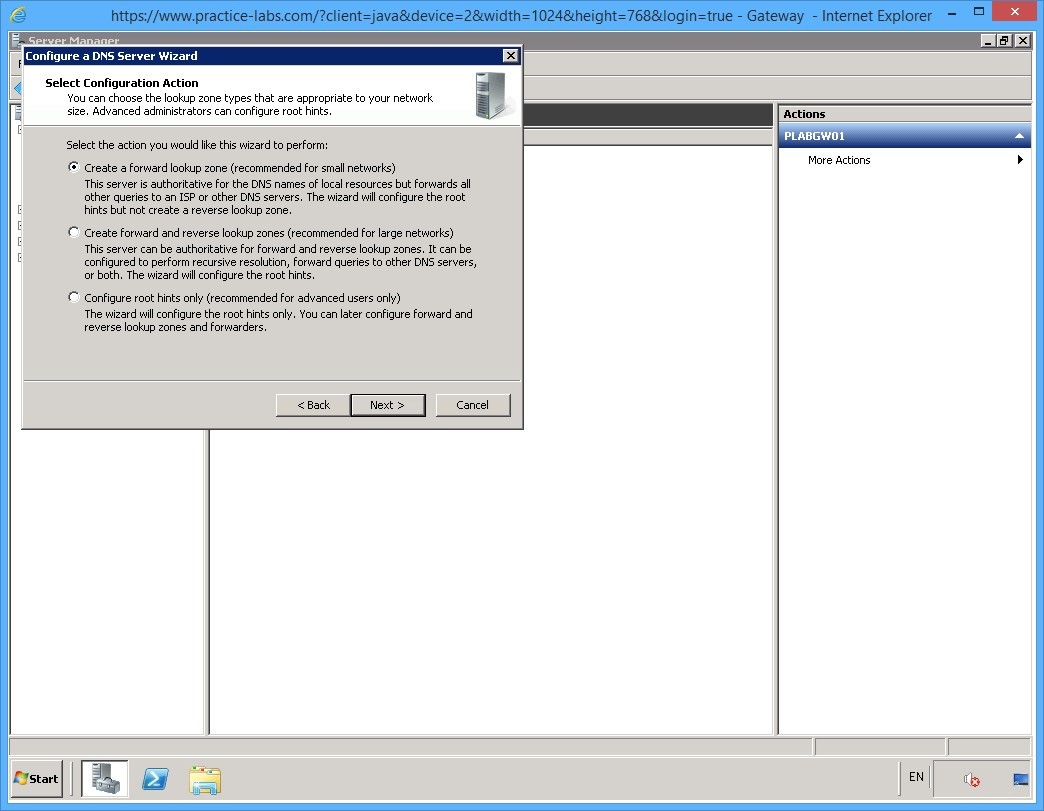 https://www.practice-labs.com/?client=java&device=2&width=1024&height=768&login=true - Gateway - Internet Explorer
Server Manager
Configure a DNS Server Wizard
Select Configuration Action
You can choose the lookup zone types that are appropriate to your network
size. Advanced administrators can configure root hints.
Select the action you would like this wizard to perform:
Create a forward lookup zone (recommended for small networks)
This server is authoritative for the DNS names of local resources but forwards all
other queries to an ISP or other DNS servers. The wizard will configure the root
hints but not create a reverse lookup zone.
Create forward and reverse lookup zones (recommended for large networks)
This server can be authoritative for forward and reverse lookup zones. It can be
configured to perform recursive resolution, forward queries to other DNS servers,
or both. The wizard will configure the root hints.
Configure root hints only (recommended for advanced users only)
The wizard will configure the root hints only. You can later configure forward and
reverse lookup zones and forwarders.
< Back
Next >
Cancel
Actions
PLABGW01
More Actions
Start
EN